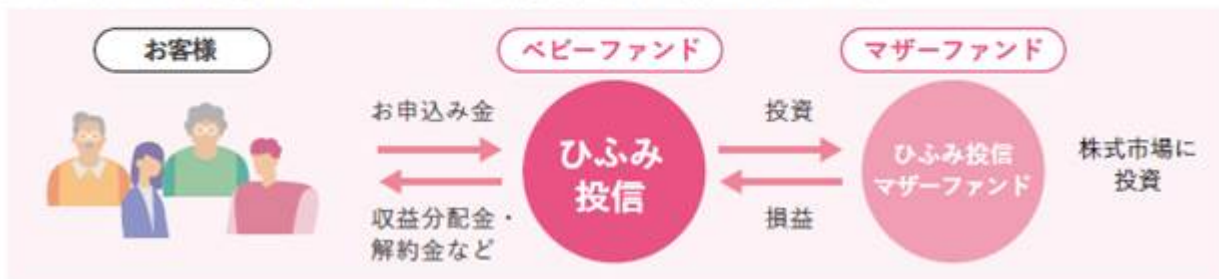 お客様
ベビーファンド
マザーファンド
お申込み金
収益分配金・
解約金など
ひふみ
投信
投資
損益
ひふみ投信
マザーファンド
株式市場に
投資